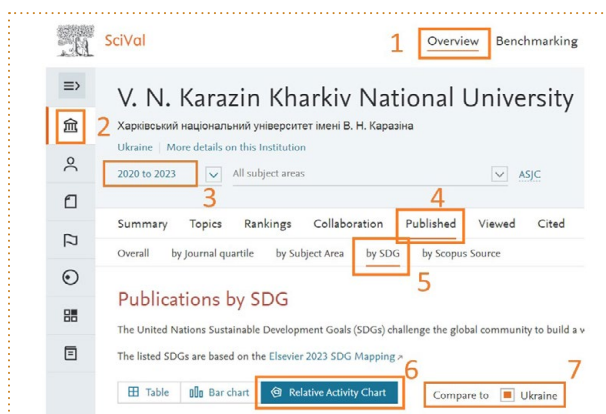 SciVal
1 Overview Benchmarking
V. N. Karazin Kharkiv National University
2 Харківський національний університет імені В. Н. Каразіна
Ukraine | More details on this Institution
2020 to 2023 All subject areas ASJC
3 4
Summary Topics Rankings Collaboration Published Viewed Cited
Overall by Journal quartile by Subject Area by SDG by Scopus Source
5
Publications by SDG
The United Nations Sustainable Development Goals (SDGs) challenge the global community to build a
The listed SDGs are based on the Elsevier 2023 SDG Mapping
6 7
Table Bar chart Relative Activity Chart Compare to Ukraine